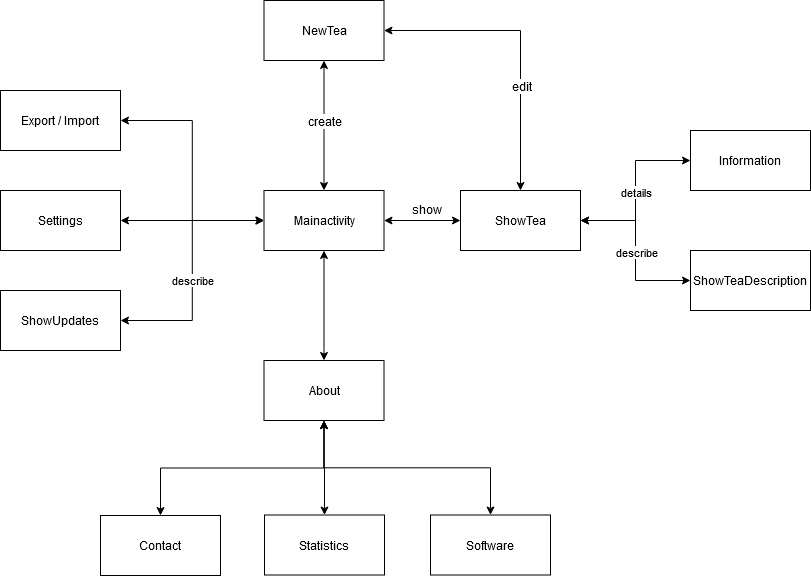 NewTea
edit
Export / Import
create
Information
details
Settings
Mainactivity
show
ShowTea
describe
describe
ShowTeaDescription
ShowUpdates
About
Contact
Statistics
Software